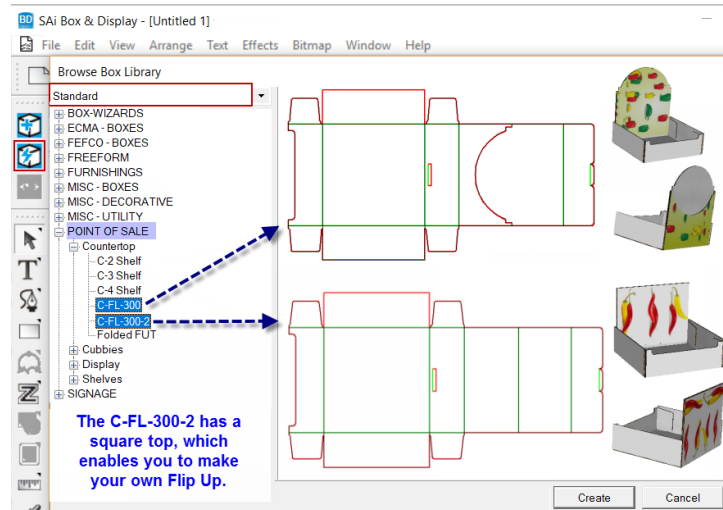 BD SAi Box & Display - [Untitled 1]
File Edit View Arrange Text Effects Bitmap Window Help
Browse Box Library
Standard
BOX-WIZARDS
ECMA - BOXES
FEFCO - BOXES
FREEFORM
FURNISHINGS
MISC - BOXES
MISC - DECORATIVE
MISC - UTILITY
POINT OF SALE
Countertop
C-2 Shelf
C-3 Shelf
C-4 Shelf
C-FL-300
C-FL-300-2
Folded FUT
Cubbies
Display
Shelves
SIGNAGE
The C-FL-300-2 has a
square top, which
enables you to make
your own Flip Up.
Create Cancel